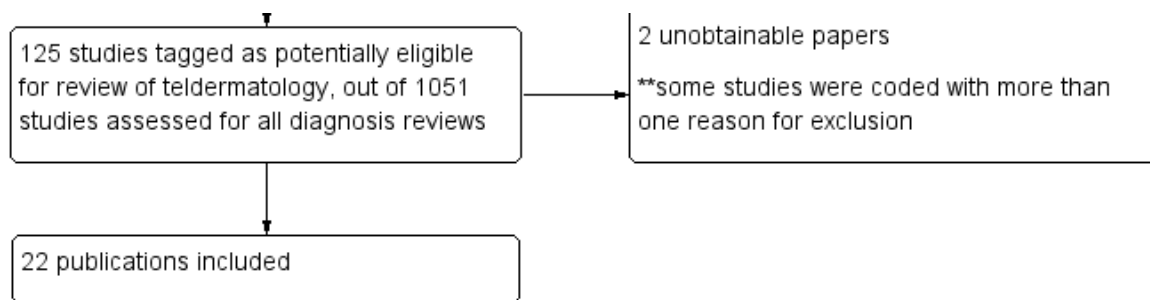 125 studies tagged as potentially eligible
for review of teldermatology, out of 1051
studies assessed for all diagnosis reviews
2 unobtainable papers
**some studies were coded with more than
one reason for exclusion
22 publications included